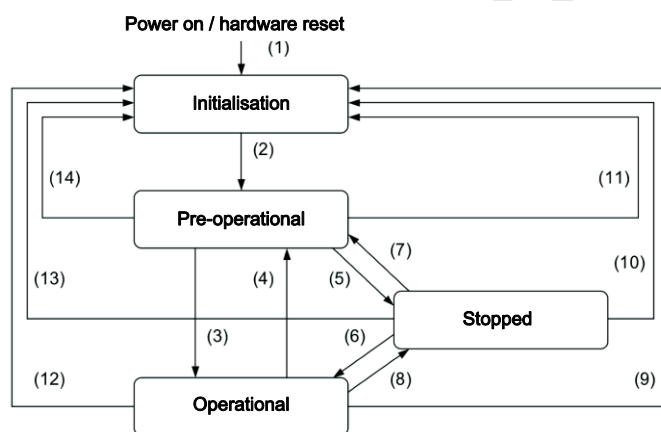 Power on / hardware reset
(1)
Initialisation
(2)
(14)
(11)
Pre-operational
(7)
(13)
(4)
(5)
(10)
Stopped
(3)
(6)
(12)
(8)
(9)
Operational